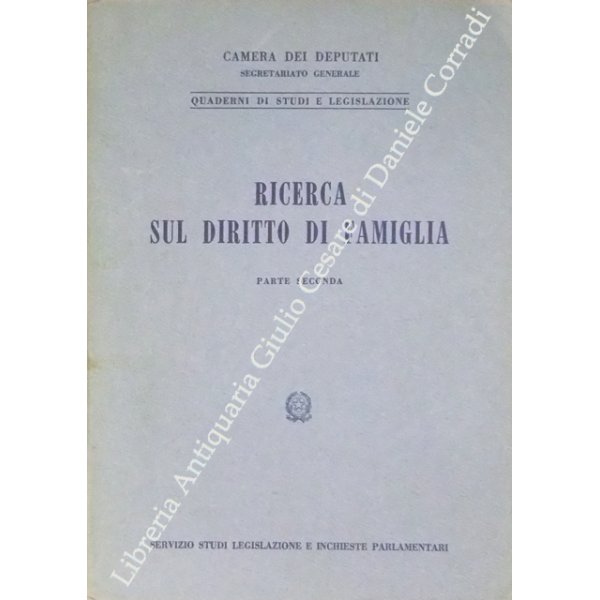 CAMERA DEI DEPUTATI
SEGRETARIATO GENERALE
QUADERNI DI STUDI E LEGISLAZIONE
RICERCA
SUL DIRITTO DI FAMIGLIA
PARTE SECONDA
SERVIZIO STUDI LEGISLAZIONE E INCHIESTE PARLAMENTARI
Libreria Antiquaria Giulio Cesare di Daniele Corradi